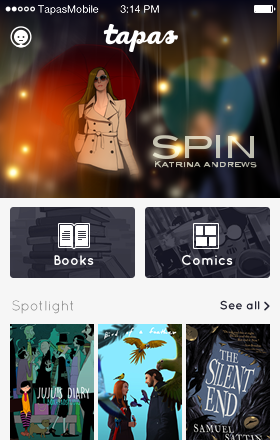 TapasMobile 3:14 PM
tapas
SPIN
KATRINA ANDREWS
Books
Comics
Spotlight See all
JUJU'S DIARY
Bird of a Feather
THE
SILENT
END
SAMUEL